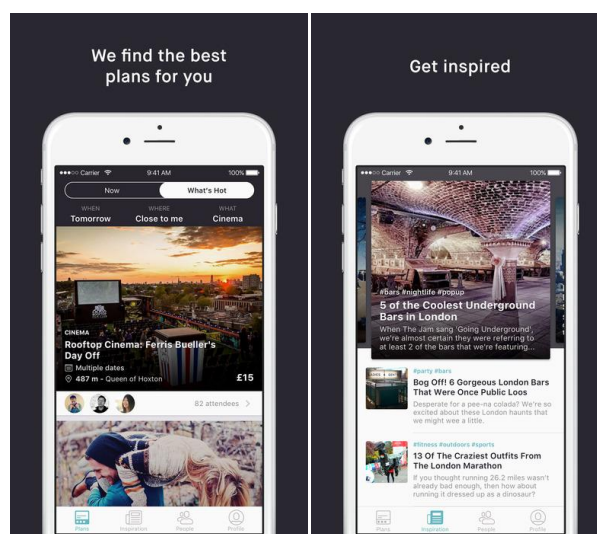 We find the best
plans for you
Carrier
9:41 AM
100%
Now
What's Hot
WHEN
WHERE
WHAT
Tomorrow
Close to me
Cinema
CINEMA
Rooftop Cinema: Ferris Bueller's
Day Off
Multiple dates
487 m - Queen of Hoxton
£15
82 attendees >
Plans
Inspiration
People
Profile
Get inspired
Carrier
9:41 AM
100%
#bars #nightlife #popup
5 of the Coolest Underground
Bars in London
When The Jam sang 'Going Underground',
we're almost certain they were referring to
at least 2 of the bars that we're featuring...
#party #bars
Bog Off! 6 Gorgeous London Bars
That Were Once Public Loos
Desperate for a pee-na colada? We're so
excited about these London haunts that
we might wee a little.
#fitness #outdoors #sports
13 Of The Craziest Outfits From
The London Marathon
If you thought running 26.2 miles wasn't
already bad enough, then how about
running it dressed up as a dinosaur?
Plans
Inspiration
People
Profile